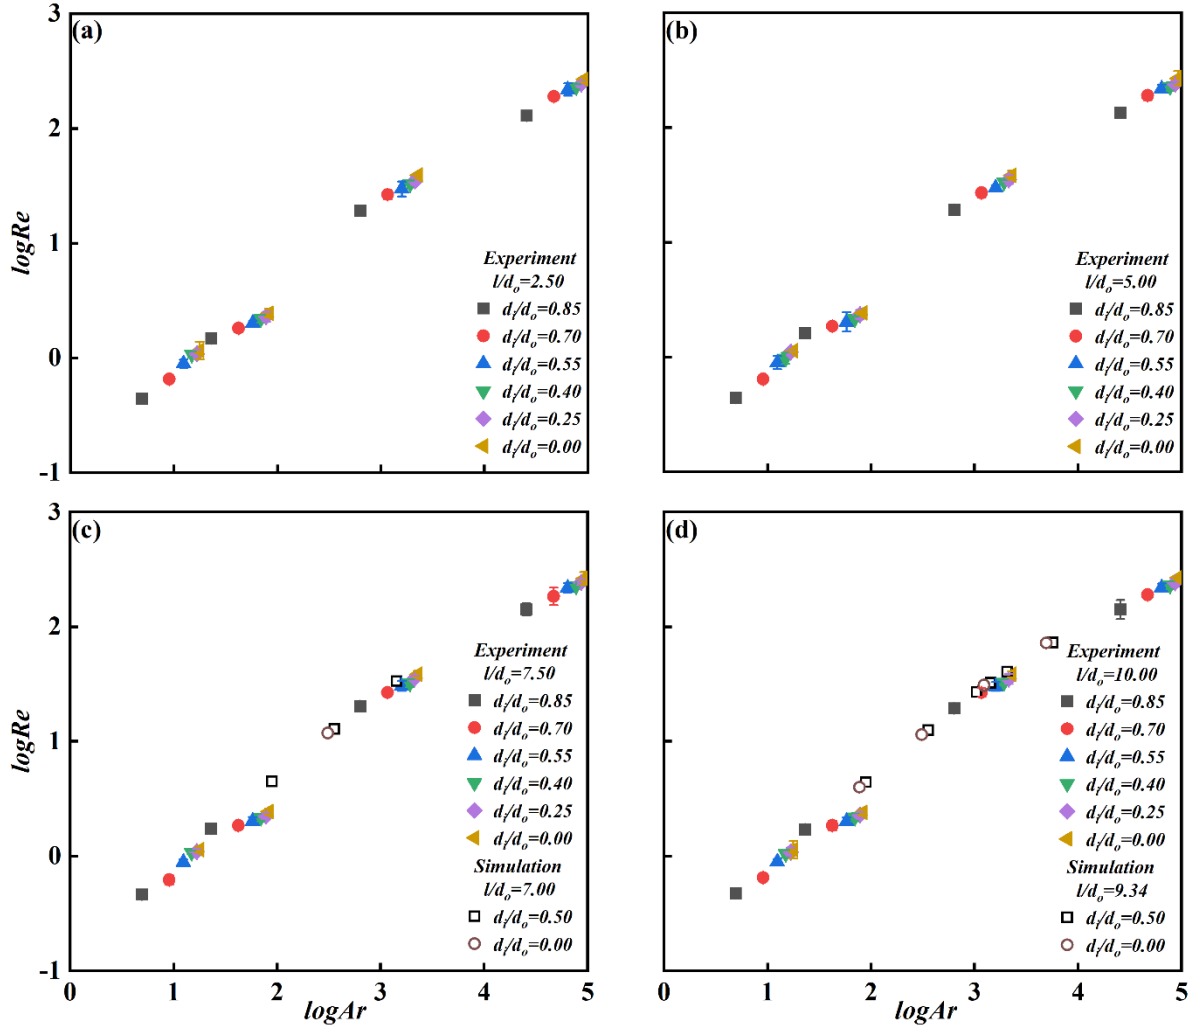 (a)
3
2
1
0
-1
logRe
Experiment
l/do=2.50
di/do=0.85
di/do=0.70
di/do=0.55
di/do=0.40
di/do=0.25
di/do=0.00
(b)
Experiment
l/do=5.00
di/do=0.85
di/do=0.70
di/do=0.55
di/do=0.40
di/do=0.25
di/do=0.00
(c)
3
2
1
0
-1
logRe
Experiment
l/do=7.50
di/do=0.85
di/do=0.70
di/do=0.55
di/do=0.40
di/do=0.25
di/do=0.00
Simulation
l/do=7.00
di/do=0.50
di/do=0.00
0 1 2 3 4 5
logAr
(d)
Experiment
l/do=10.00
di/do=0.85
di/do=0.70
di/do=0.55
di/do=0.40
di/do=0.25
di/do=0.00
Simulation
l/do=9.34
di/do=0.50
di/do=0.00
0 1 2 3 4 5
logAr